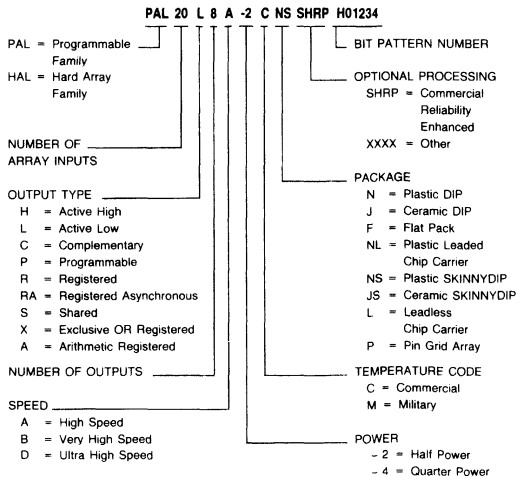 PAL 20 L 8 A -2 C NS SHRP H01234
PAL = Programmable
Family
HAL = Hard Array
Family
NUMBER OF
ARRAY INPUTS
OUTPUT TYPE
H = Active High
L = Active Low
C = Complementary
P = Programmable
R = Registered
RA = Registered Asynchronous
S = Shared
X = Exclusive OR Registered
A = Arithmetic Registered
NUMBER OF OUTPUTS
SPEED
A = High Speed
B = Very High Speed
D = Ultra High Speed
BIT PATTERN NUMBER
OPTIONAL PROCESSING
SHRP = Commercial
Reliability
Enhanced
XXXX = Other
PACKAGE
N = Plastic DIP
J = Ceramic DIP
F = Flat Pack
NL = Plastic Leaded
Chip Carrier
NS = Plastic SKINNYDIP
JS = Ceramic SKINNYDIP
L = Leadless
Chip Carrier
P = Pin Grid Array
TEMPERATURE CODE
C = Commercial
M = Military
POWER
-2 = Half Power
-4 = Quarter Power